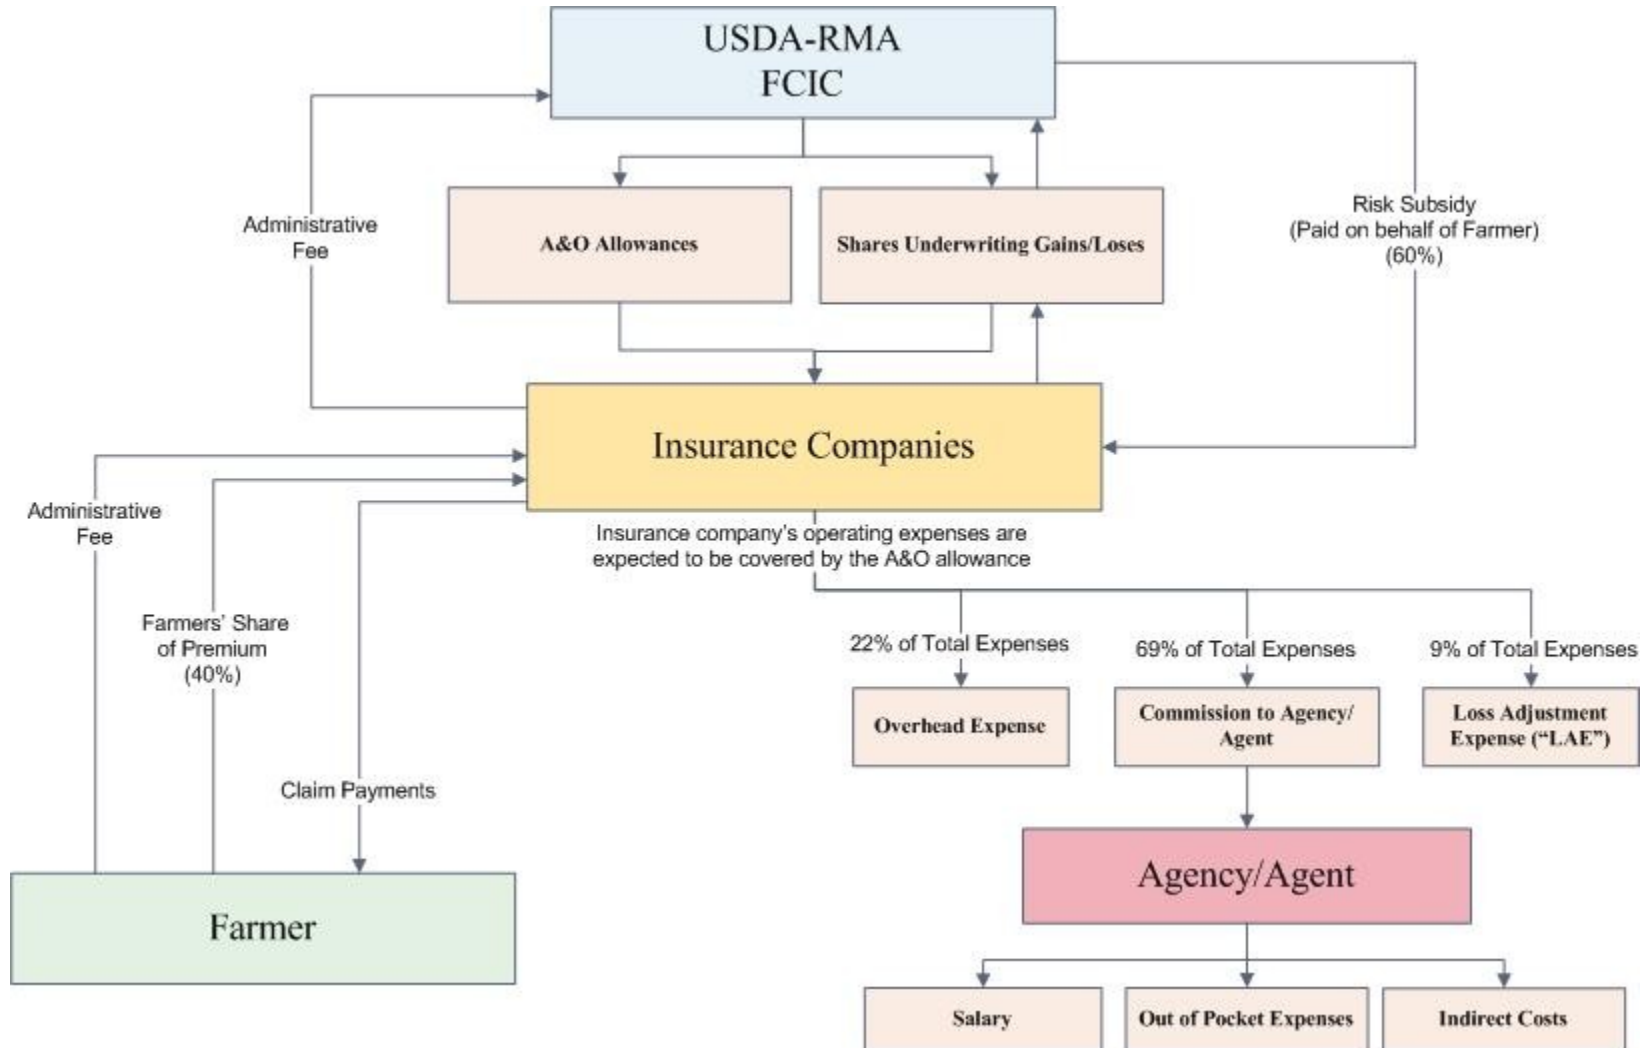 USDA-RMA
FCIC
Administrative
Fee
A&O Allowances
Shares Underwriting Gains/Loses
Risk Subsidy
(Paid on behalf of Farmer)
(60%)
Insurance Companies
Administrative
Fee
Insurance company's operating expenses are
expected to be covered by the A&O allowance
Farmers' Share
of Premium
(40%)
22% of Total Expenses
69% of Total Expenses
9% of Total Expenses
Overhead Expense
Commission to Agency/
Agent
Loss Adjustment
Expense (“LAE”)
Claim Payments
Agency/Agent
Farmer
Salary
Out of Pocket Expenses
Indirect Costs